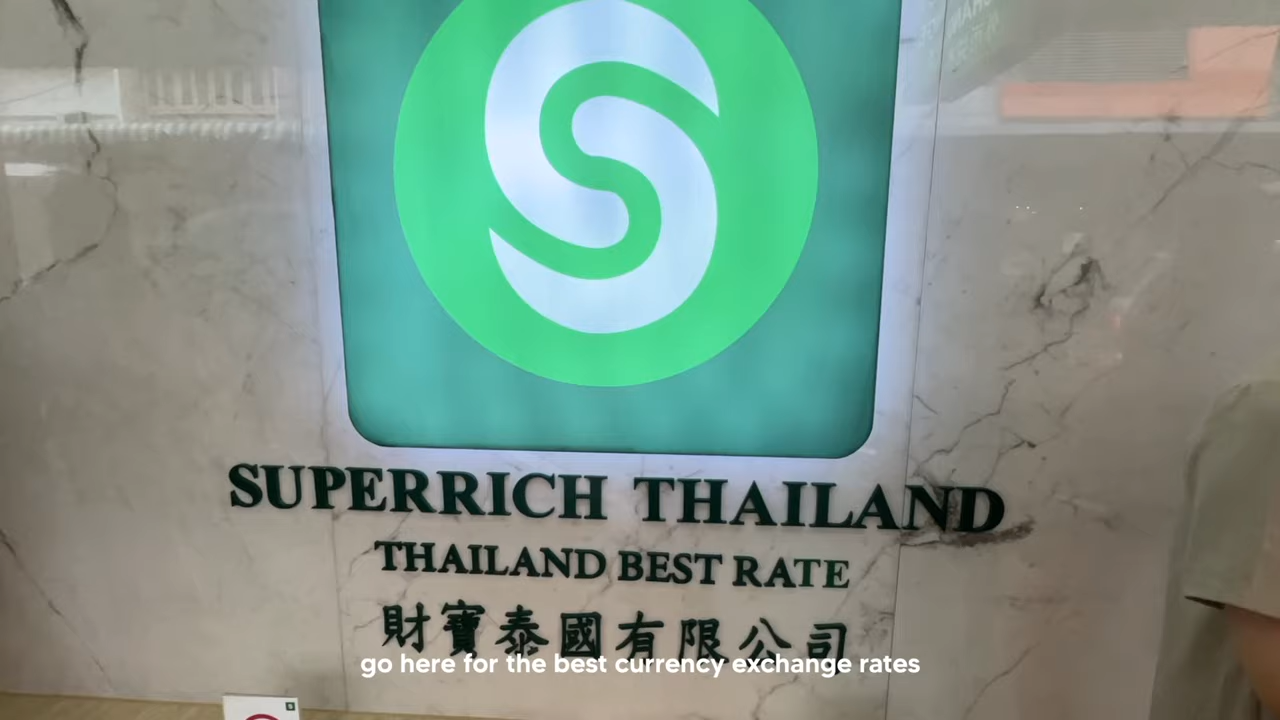 S
SUPERRICH THAILAND
THAILAND BEST RATE
財寶泰國有限公司
go here for the best currency exchange rates